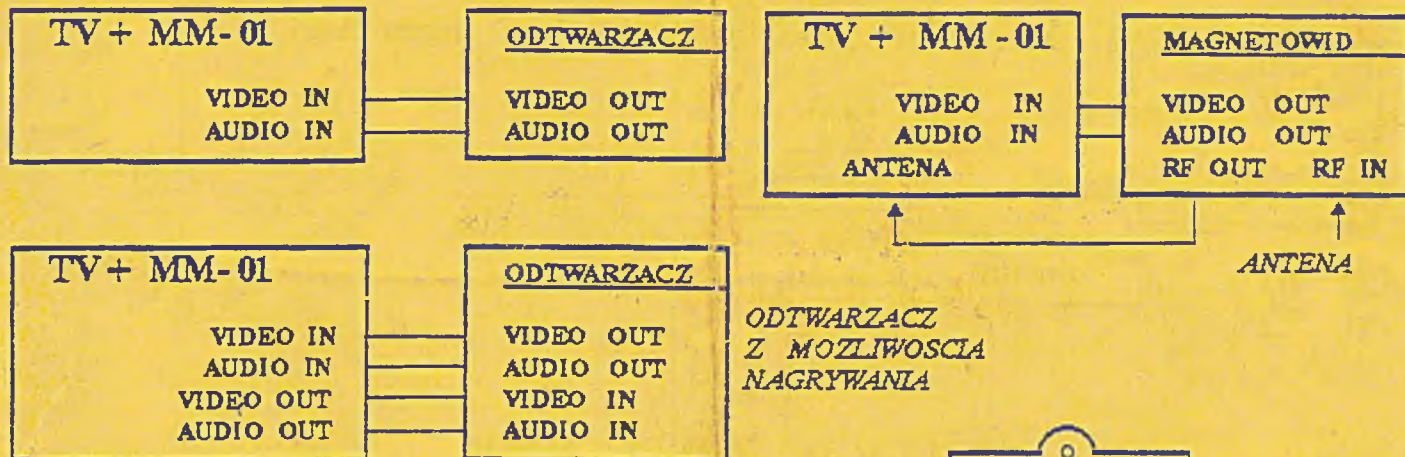 TV + MM-01
VIDEO IN
AUDIO IN
ODTWARZACZ
VIDEO OUT
AUDIO OUT
TV + MM-01
VIDEO IN
AUDIO IN
ANTENA
MAGNETOWID
VIDEO OUT
AUDIO OUT
RF OUT RF IN
ANTENA
TV + MM-01
VIDEO IN
AUDIO IN
VIDEO OUT
AUDIO OUT
ODTWARZACZ
VIDEO OUT
AUDIO OUT
VIDEO IN
AUDIO IN
ODTWARZACZ
Z MOZLIWOSCIA
NAGRYWANIA